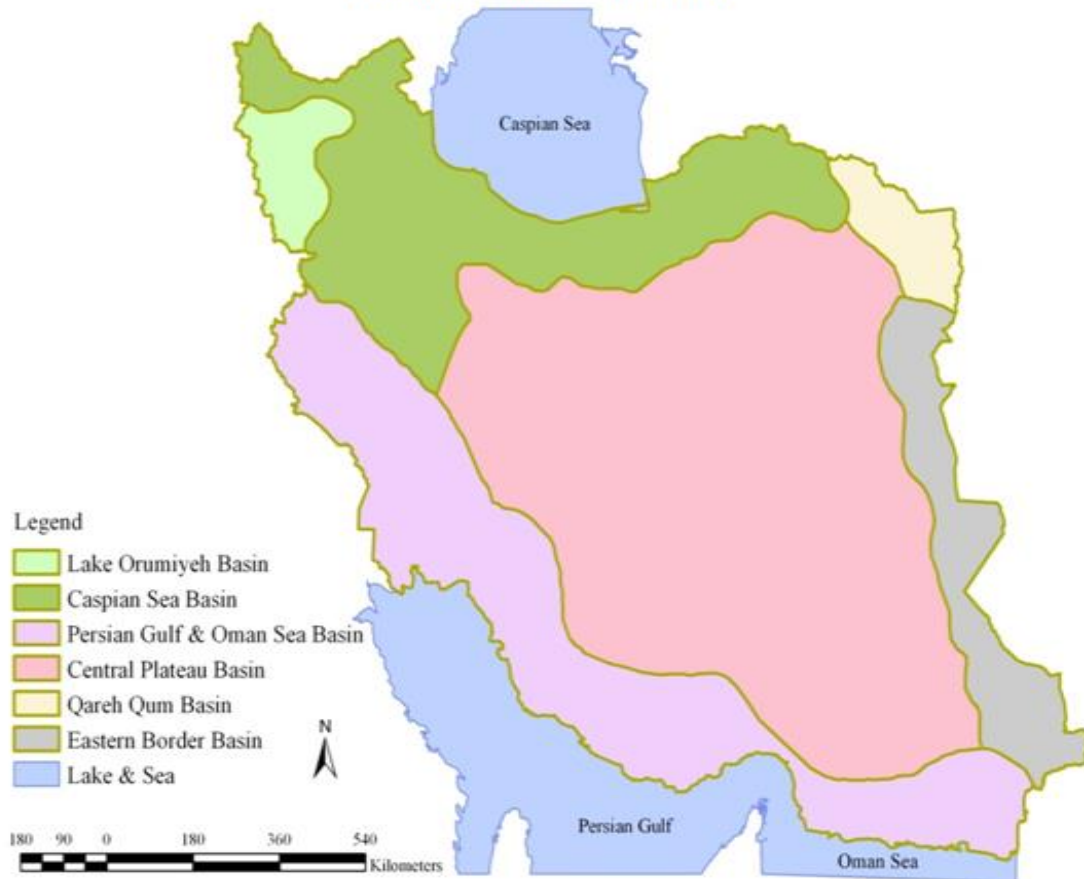 Caspian Sea
Legend
Lake Orumiyeh Basin
Caspian Sea Basin
Persian Gulf & Oman Sea Basin
Central Plateau Basin
Qareh Qum Basin
Eastern Border Basin
Lake & Sea
N
Persian Gulf
Oman Sea
180 90 0 180 360 540
Kilometers